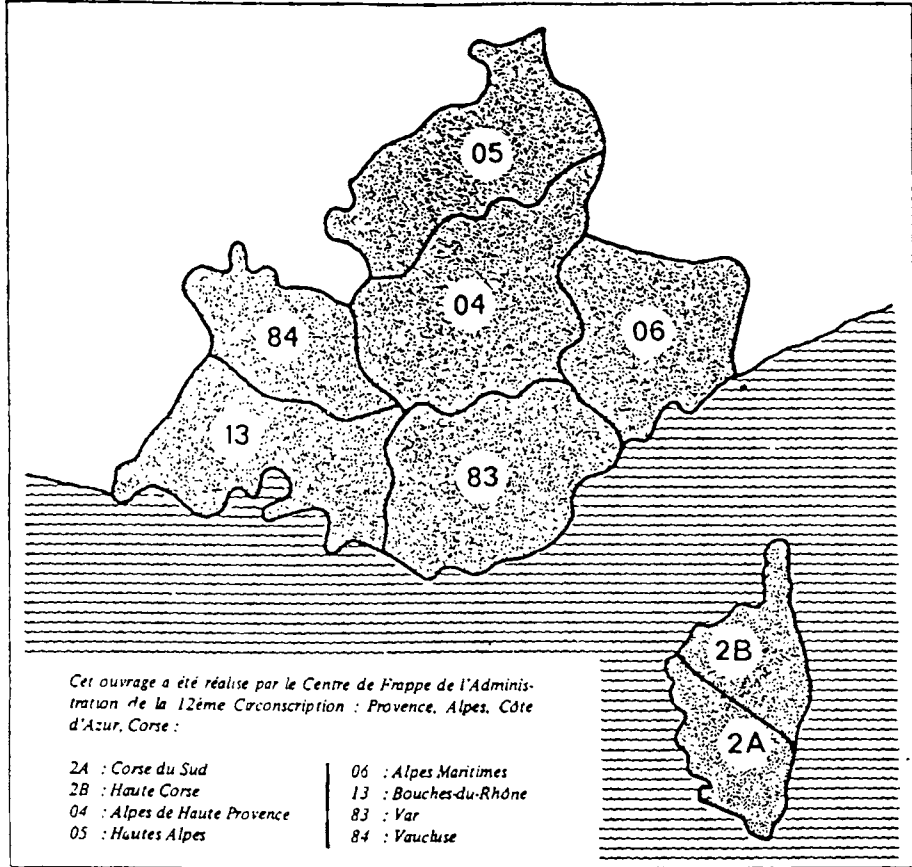 05
04
06
84
13
83
2B
2A
Cet ouvrage a été réalise par le Centre de Frappe de l'Adminis-
tration de la 12ème Circonscription : Provence, Alpes, Côte
d'Azur, Corse :
2A : Corse du Sud
2B : Haute Corse
04 : Alpes de Haute Provence
05 : Hautes Alpes
06 : Alpes Maritimes
13 : Bouches-du-Rhône
83 : Var
84 : Vaucluse